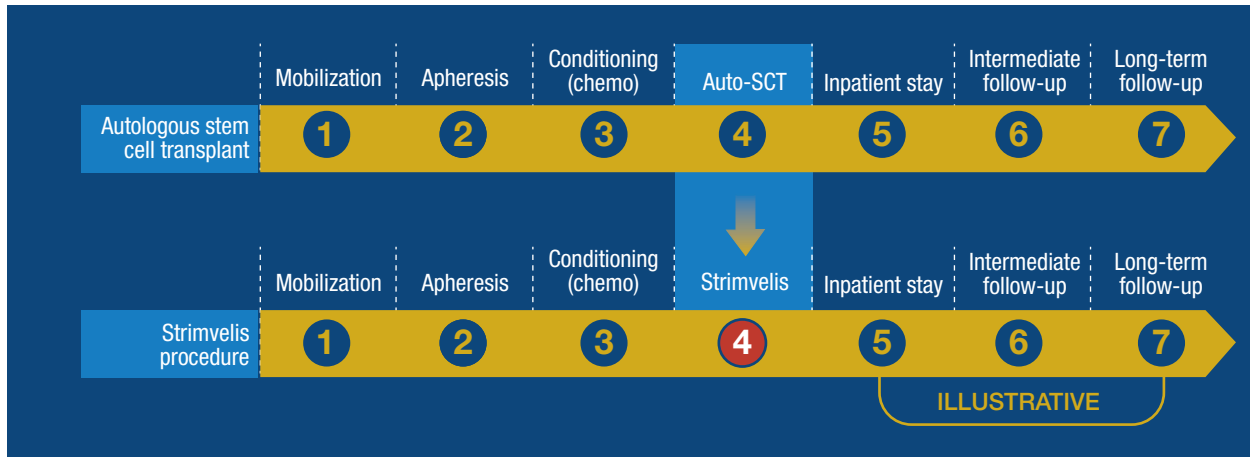 Mobilization
Apheresis
Conditioning
(chemo)
Auto-SCT
Inpatient stay
Intermediate
follow-up
Long-term
follow-up
Autologous stem
cell transplant
1
2
3
4
5
6
7
Mobilization
Apheresis
Conditioning
(chemo)
Strimvelis
Inpatient stay
Intermediate
follow-up
Long-term
follow-up
Strimvelis
procedure
1
2
3
4
5
6
7
ILLUSTRATIVE